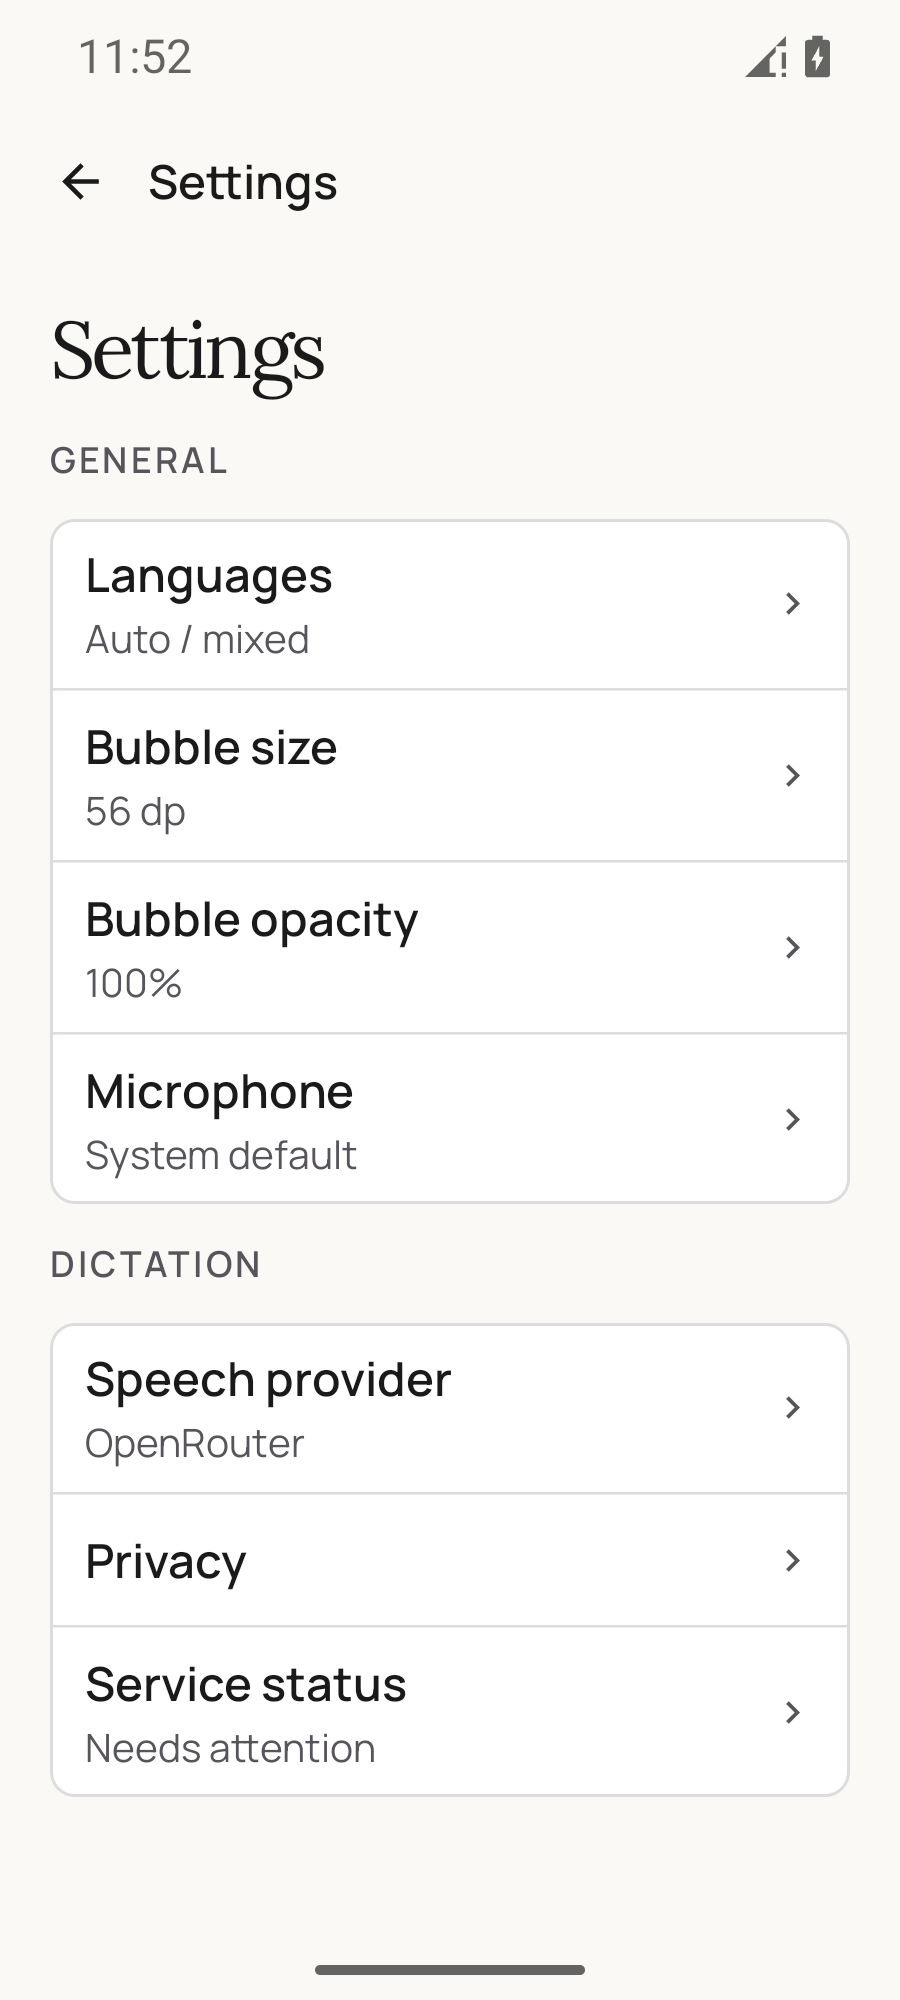 11:52
Settings
Settings
GENERAL
Languages
Auto / mixed
Bubble size
56 dp
Bubble opacity
100%
Microphone
System default
DICTATION
Speech provider
OpenRouter
Privacy
Service status
Needs attention